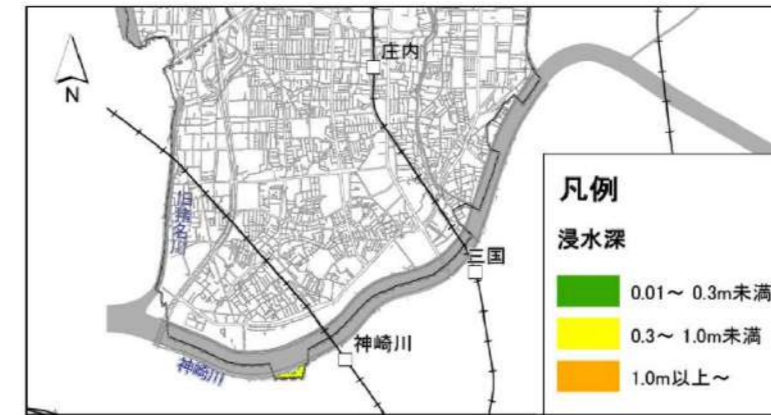 庄内
N
旧猪名川
三国
神崎川
神崎川
凡例
浸水深
0.01～ 0.3m未満
0.3～ 1.0m未満
1.0m以上～